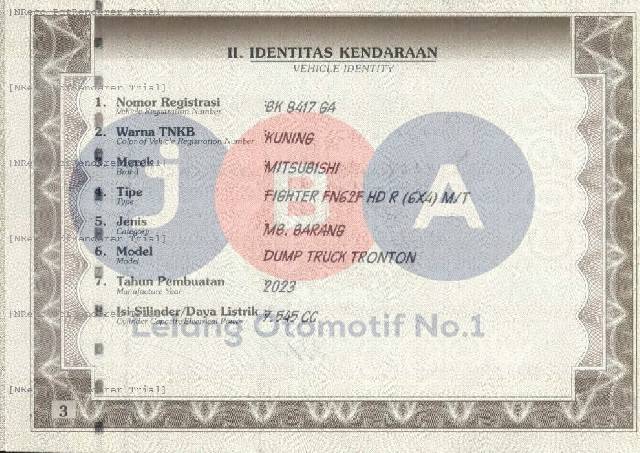 II. IDENTITAS KENDARAAN
VEHICLE IDENTITY
1. Nomor Registrasi BK 8417 GA
Vehicle Registration Number
2. Warna TNKB KUNING
Color of Vehicle Registration Number
3. Merek MITSUBISHI
Brand
4. Tipe FIGHTER FN62F HD R (6X4) M/T
Type
5. Jenis MB. BARANG
Category
6. Model DUMP TRUCK TRONTON
Model
7. Tahun Pembuatan 2023
Manufacture Year
8. Isi Silinder/Daya Listrik 7.545 CC
Cylinder Capacity/Electrical Power
JBA
Lelang Otomotif No.1
3